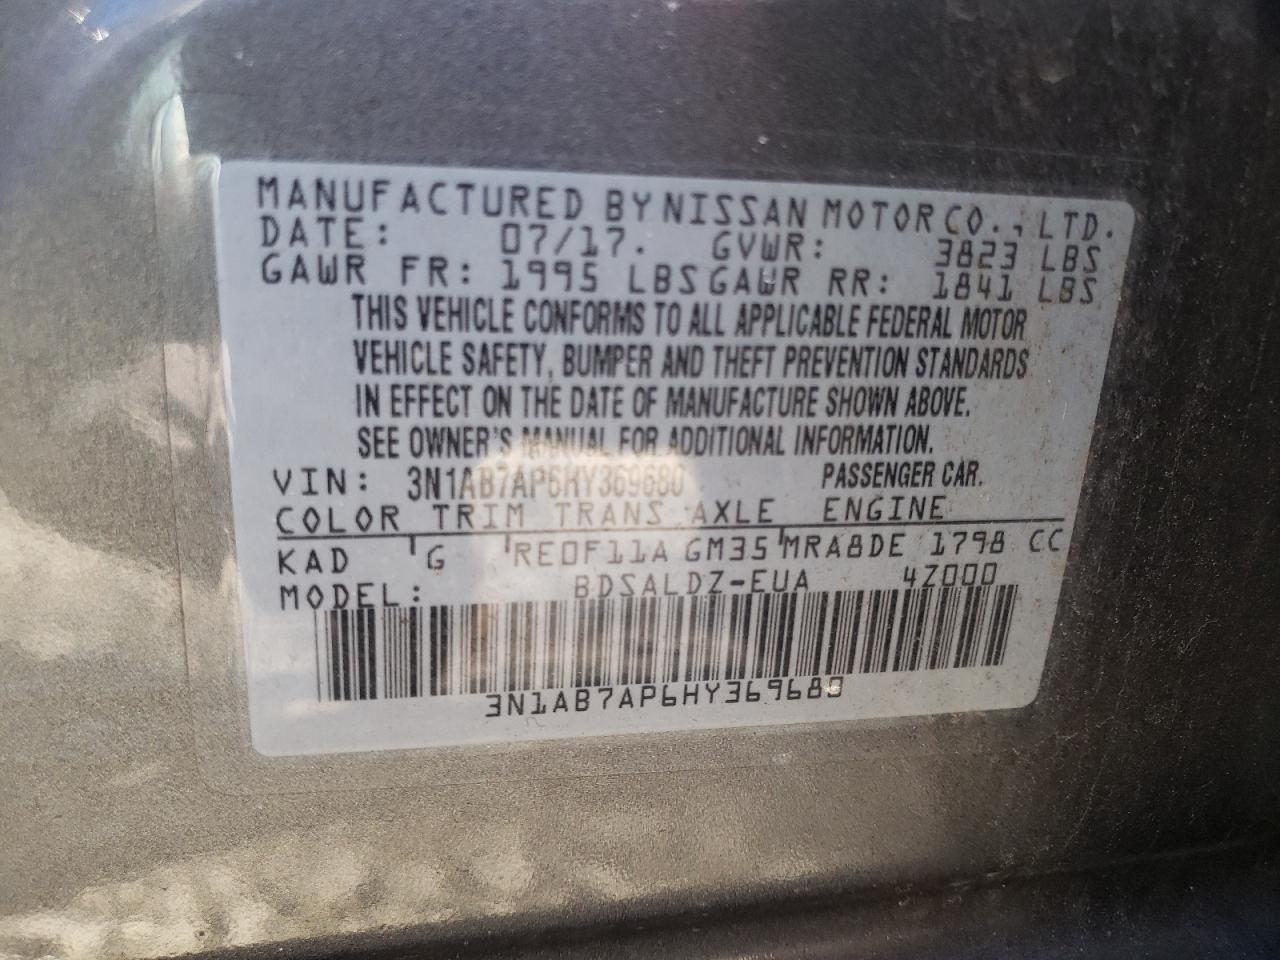 MANUFACTURED BY NISSAN MOTOR CO., LTD.
DATE: 07/17. GVWR: 3823 LBS
GAWR FR: 1995 LBS GAWR RR: 1841 LBS
THIS VEHICLE CONFORMS TO ALL APPLICABLE FEDERAL MOTOR
VEHICLE SAFETY, BUMPER AND THEFT PREVENTION STANDARDS
IN EFFECT ON THE DATE OF MANUFACTURE SHOWN ABOVE.
SEE OWNER'S MANUAL FOR ADDITIONAL INFORMATION.
VIN: 3N1AB7AP6HY369680 PASSENGER CAR.
COLOR TRIM TRANS AXLE ENGINE
KAD G RE0F11A GM35 MRA8DE 1798 CC
MODEL: BDSALDZ-EUA 4Z000
3N1AB7AP6HY369680